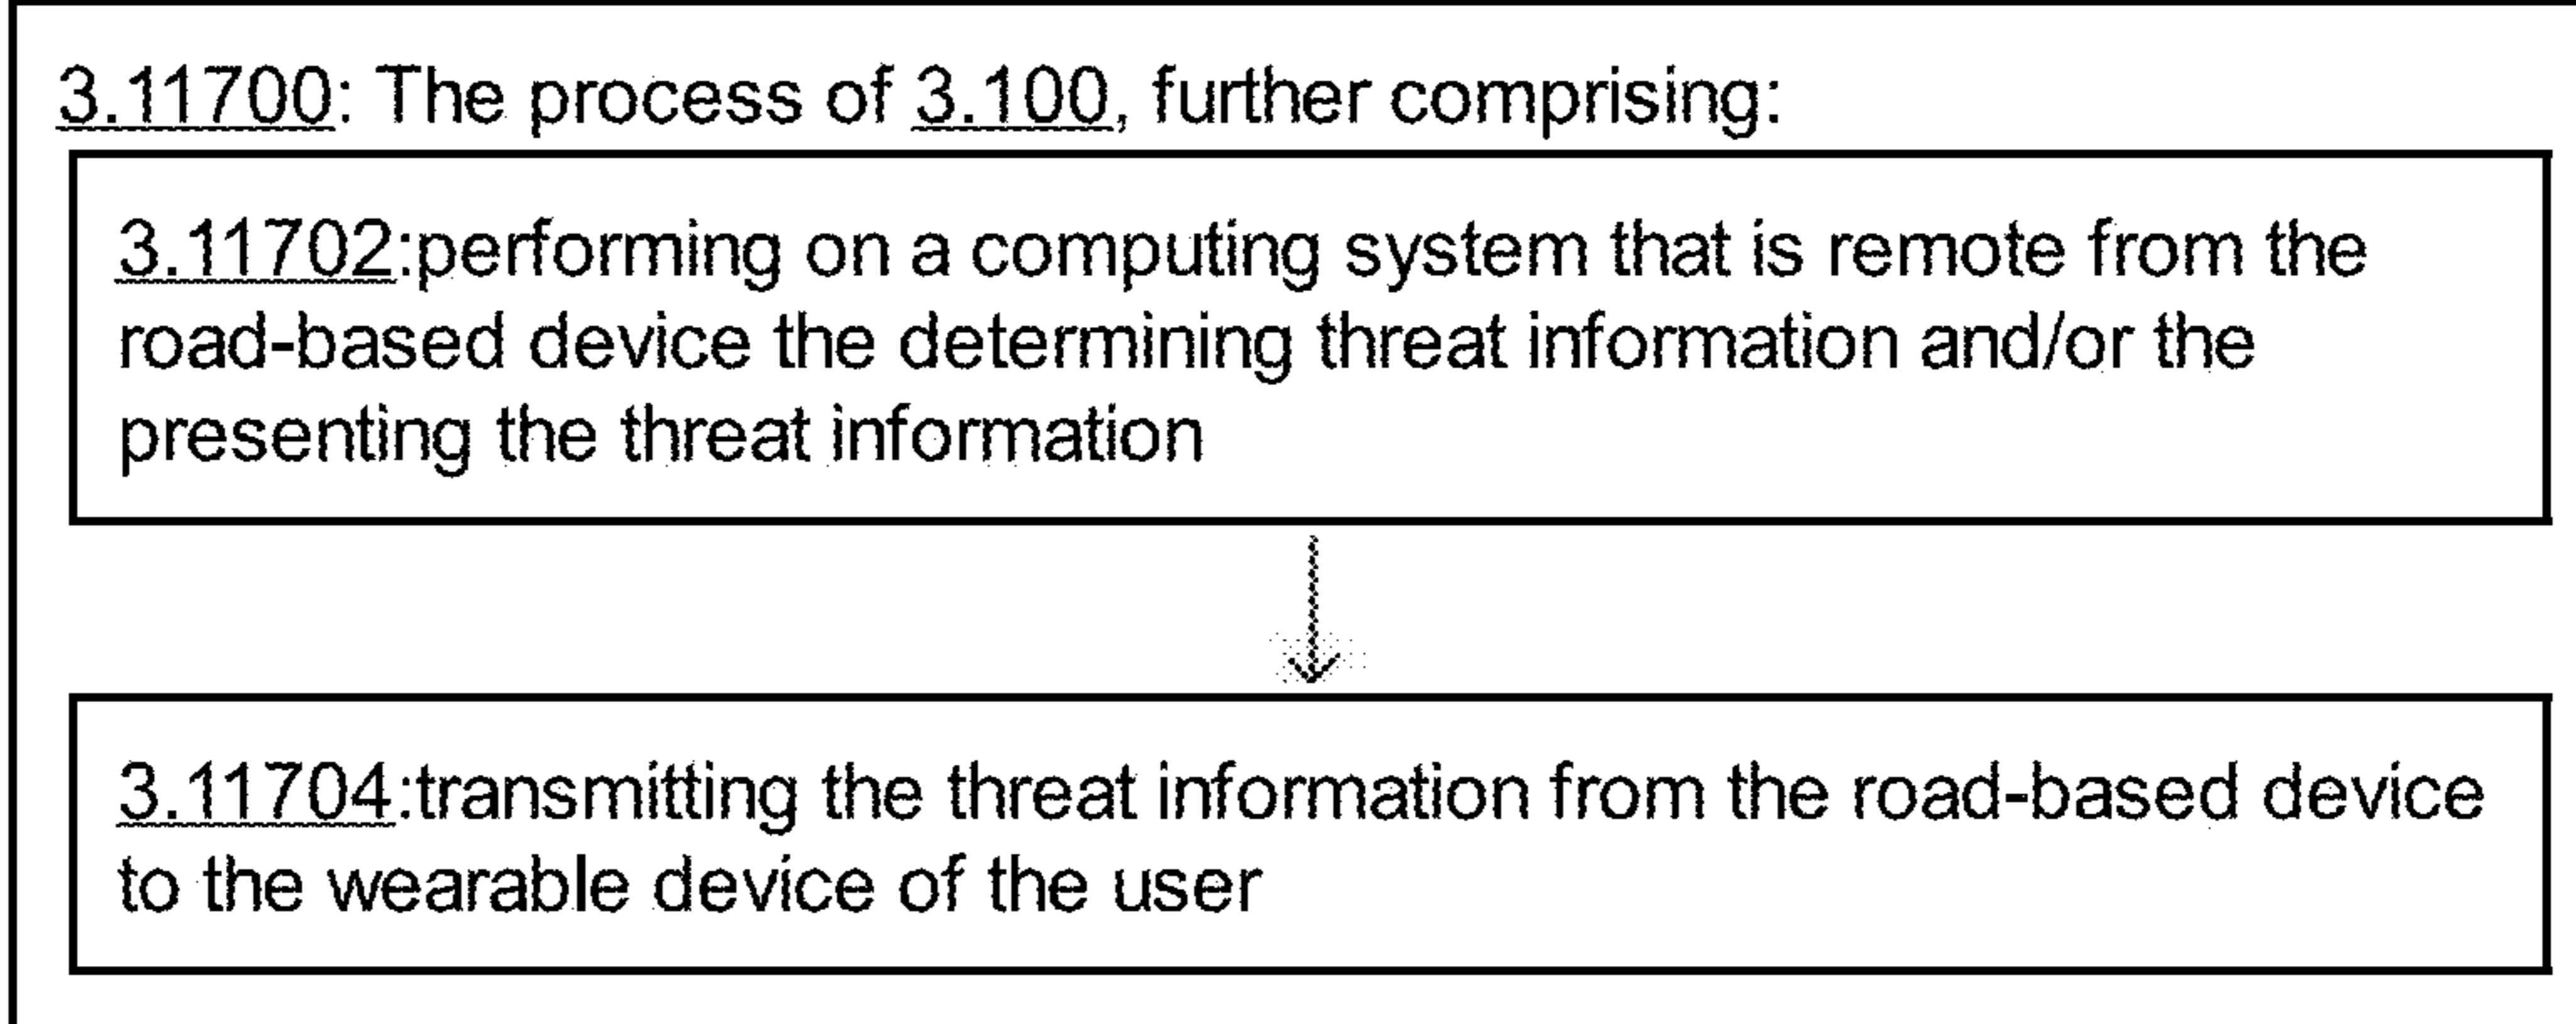 3.11700: The process of 3.100, further comprising:
3.11702:performing on a computing system that is remote from the
road-based device the determining threat information and/or the
presenting the threat information
3.11704:transmitting the threat information from the road-based device
to the wearable device of the user